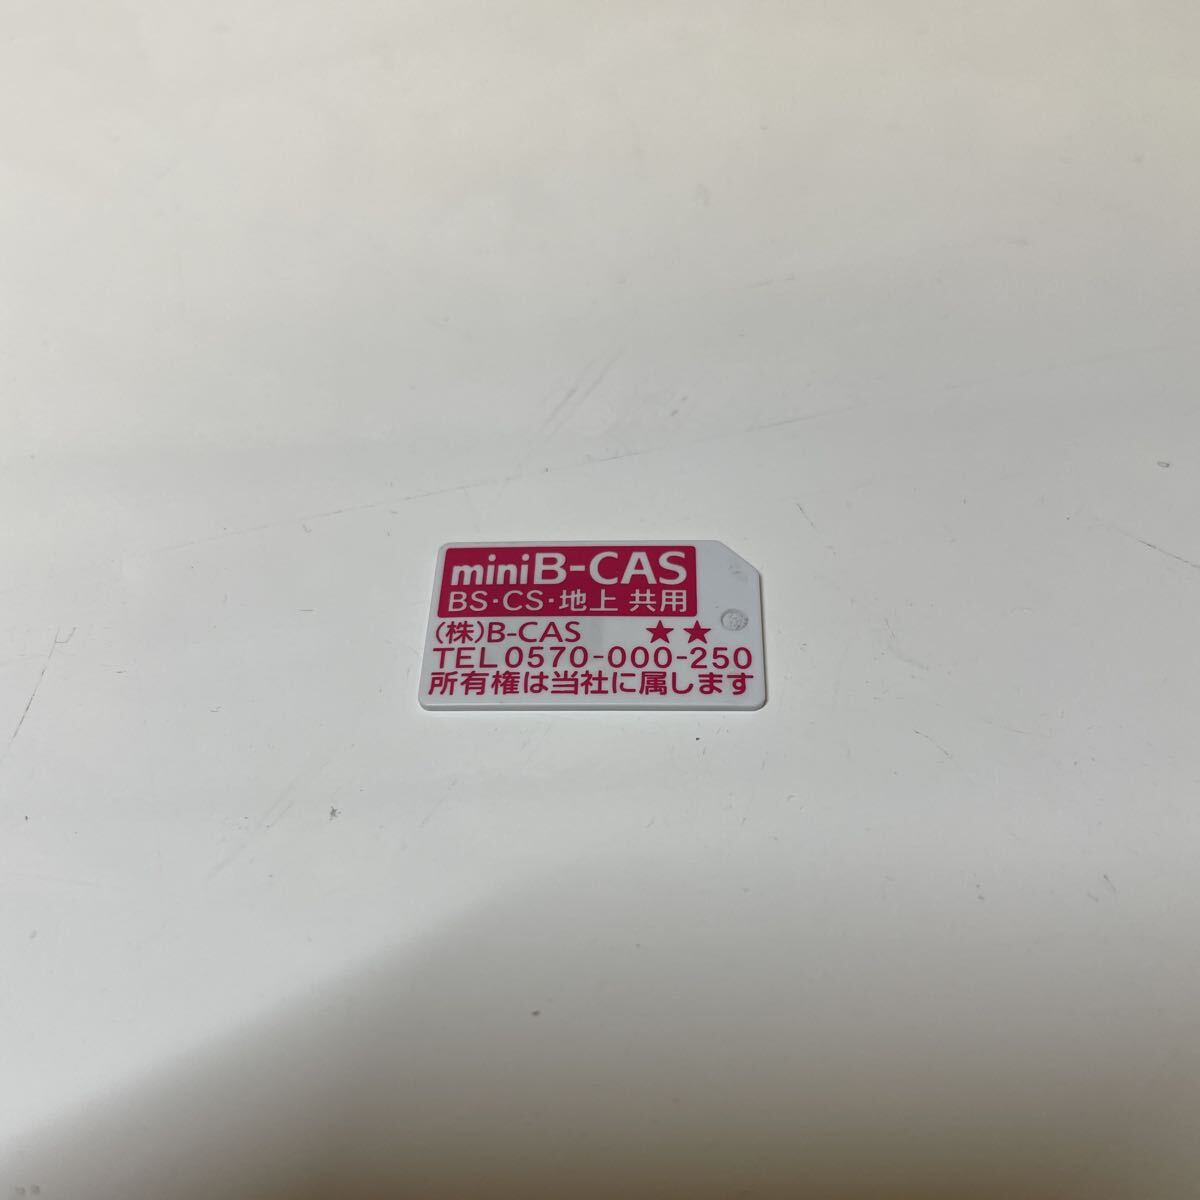 miniB-CAS
BS・CS・地上 共用
(株)B-CAS ★★
TEL 0570-000-250
所有権は当社に属します